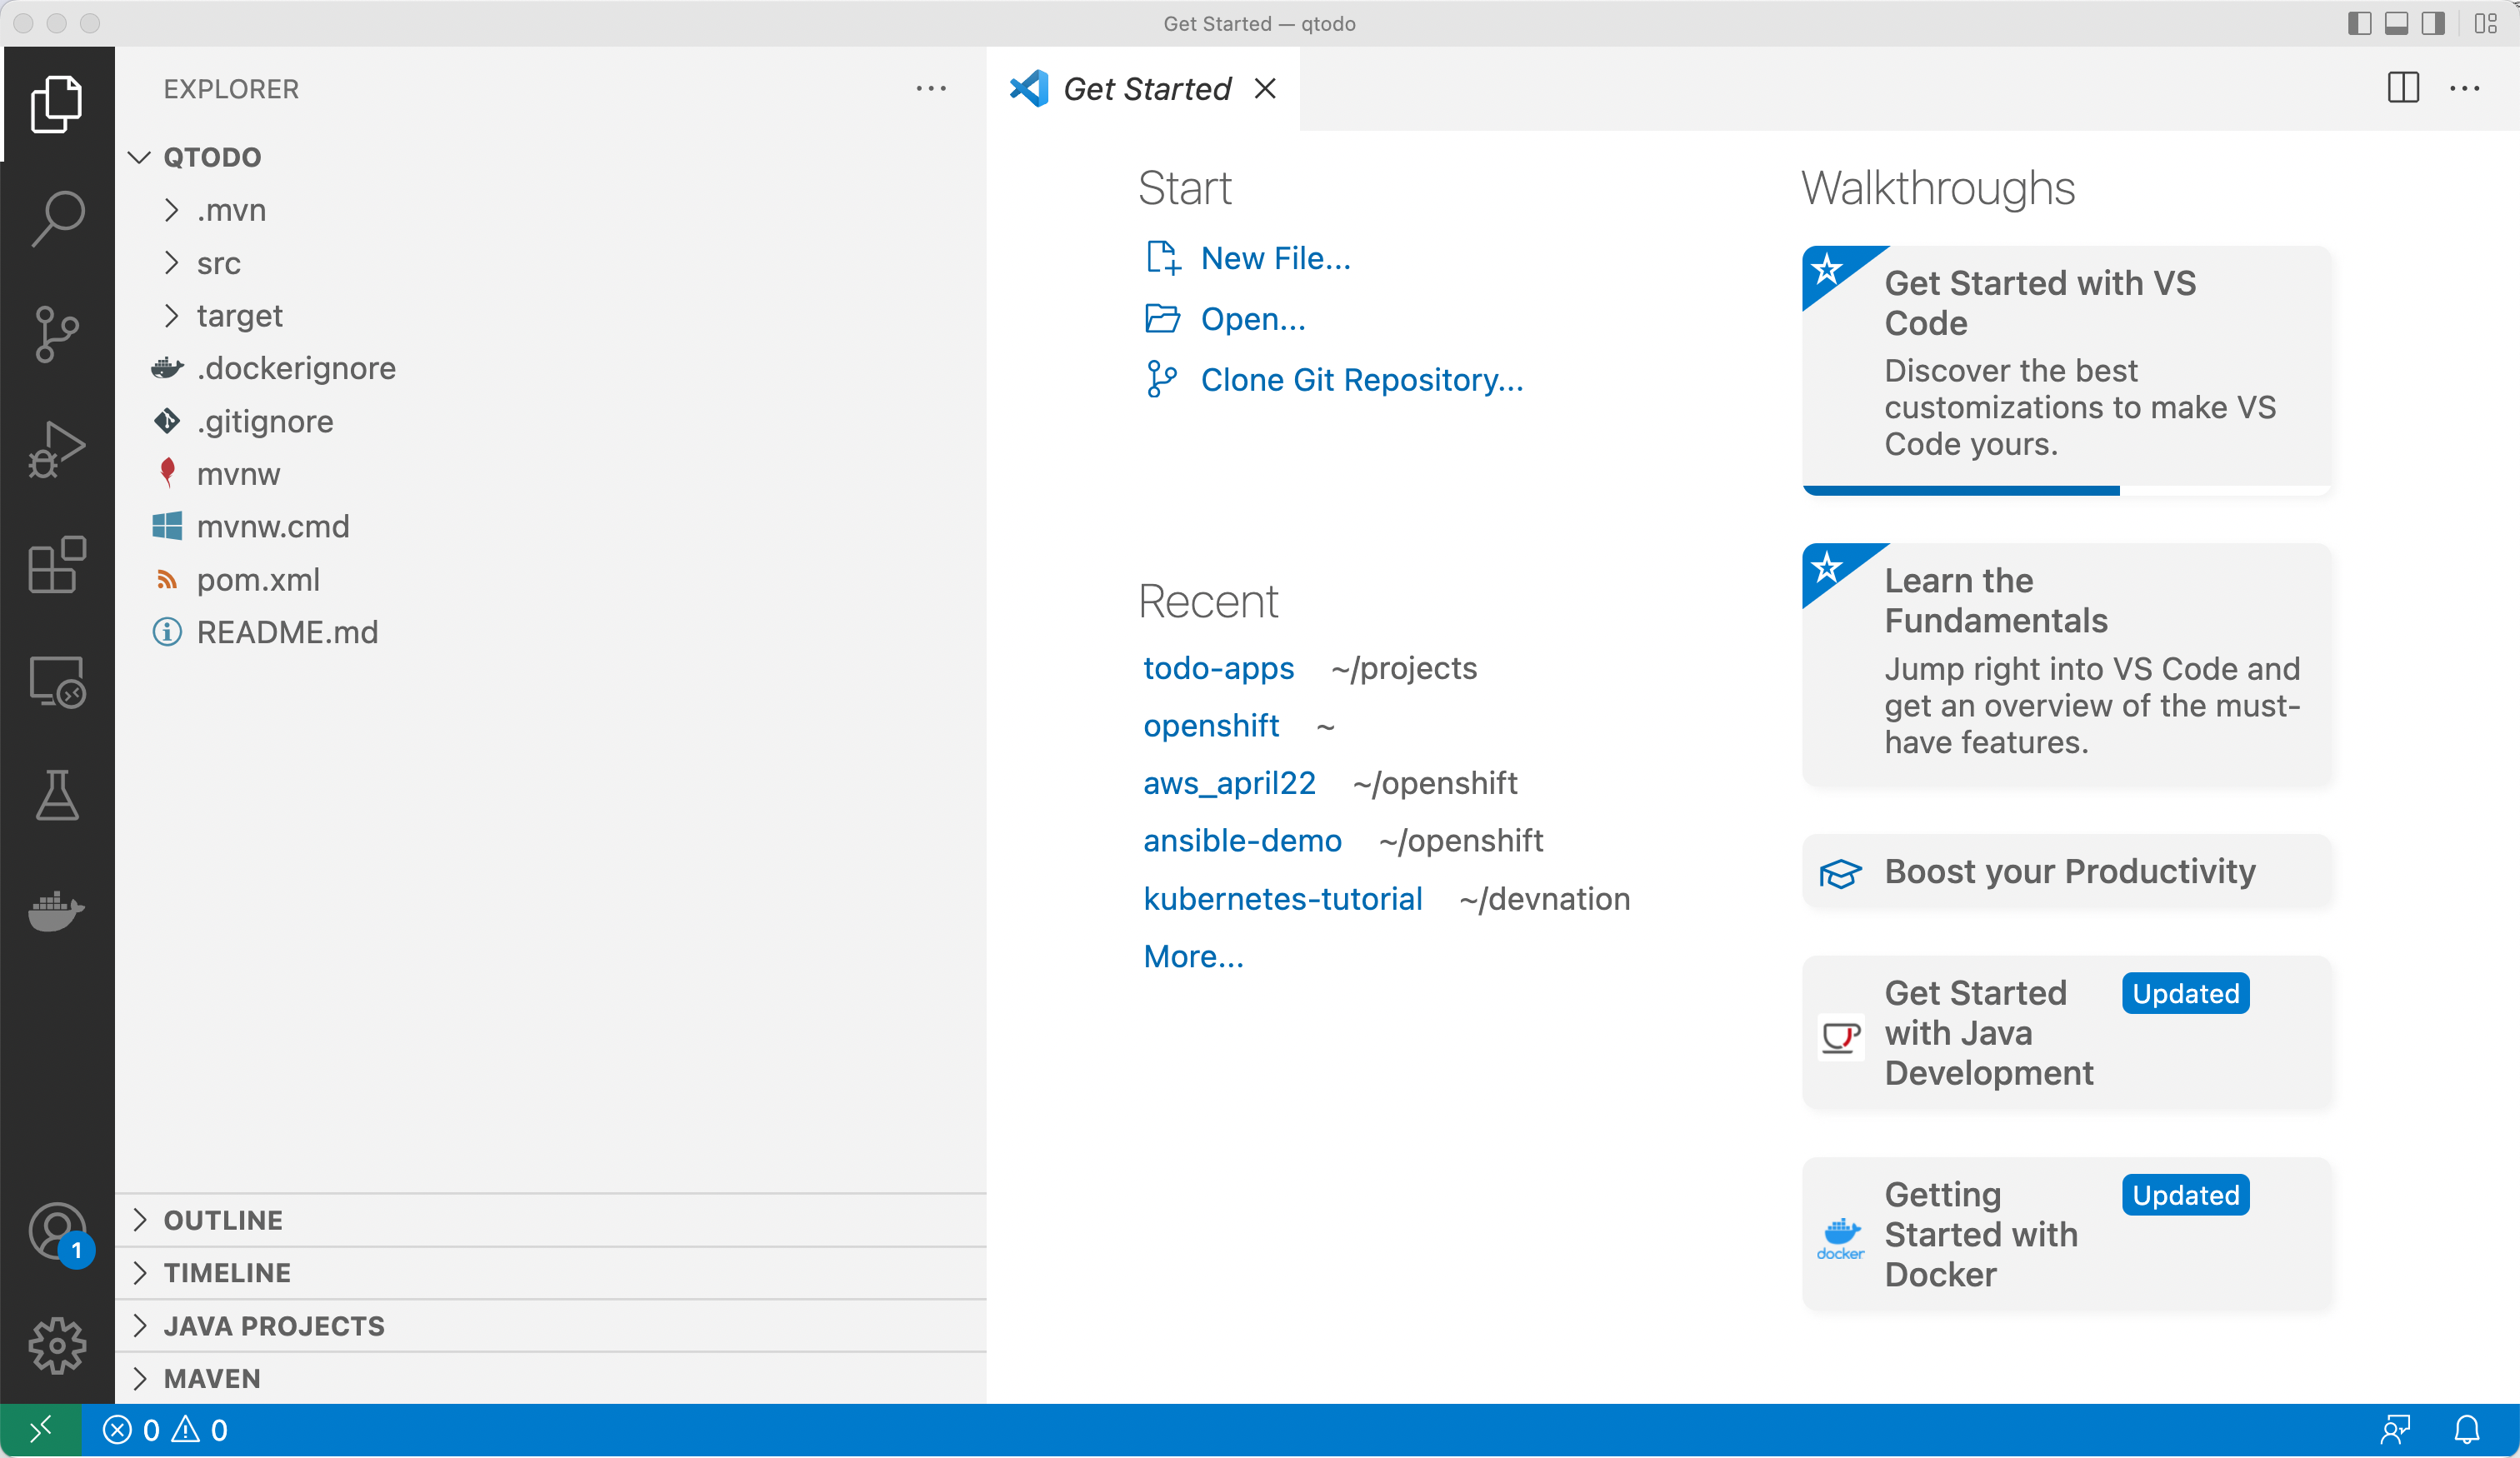 Get Started — qtodo
EXPLORER
QTODO
.mvn
src
target
.dockerignore
.gitignore
mvnw
mvnw.cmd
pom.xml
README.md
OUTLINE
TIMELINE
JAVA PROJECTS
MAVEN
1
Get Started
Start
New File...
Open...
Clone Git Repository...
Recent
todo-apps ~/projects
openshift ~
aws_april22 ~/openshift
ansible-demo ~/openshift
kubernetes-tutorial ~/devnation
More...
Walkthroughs
Get Started with VS
Code
Discover the best
customizations to make VS
Code yours.
Learn the
Fundamentals
Jump right into VS Code and
get an overview of the must-
have features.
Boost your Productivity
Get Started Updated
with Java
Development
Getting Updated
Started with
Docker
docker
0 0